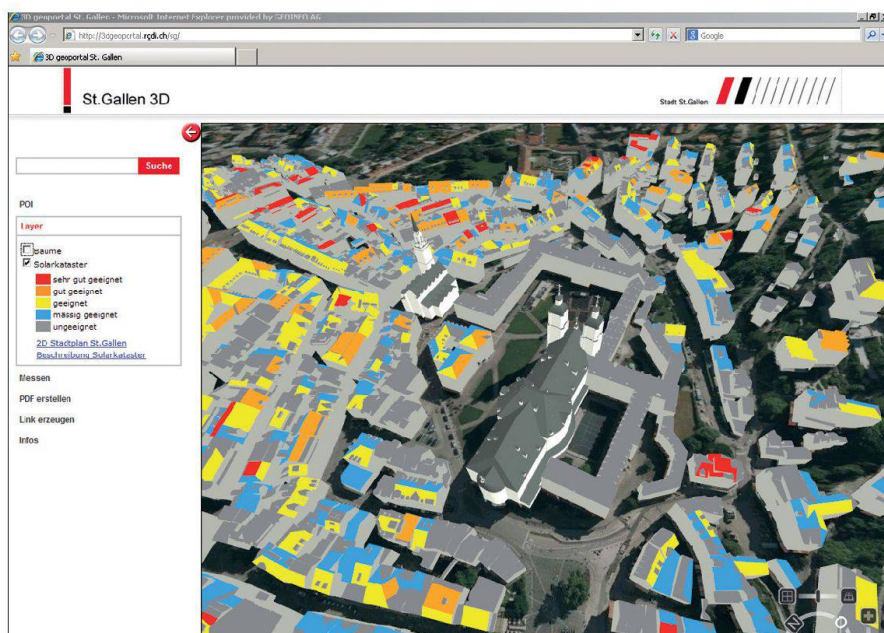 3D geoportal St. Gallen - Microsoft Internet Explorer provided by GEOINFO AG
http://3dgeoportal.rgdi.ch/sg/
Google
3D geoportal St. Gallen
St.Gallen 3D
Stadt St.Gallen
Suche
POI
Layer
Bäume
Solarkataster
sehr gut geeignet
gut geeignet
geeignet
mässig geeignet
ungeeignet
2D Stadtplan St.Gallen
Beschreibung Solarkataster
Messen
PDF erstellen
Link erzeugen
Infos
N